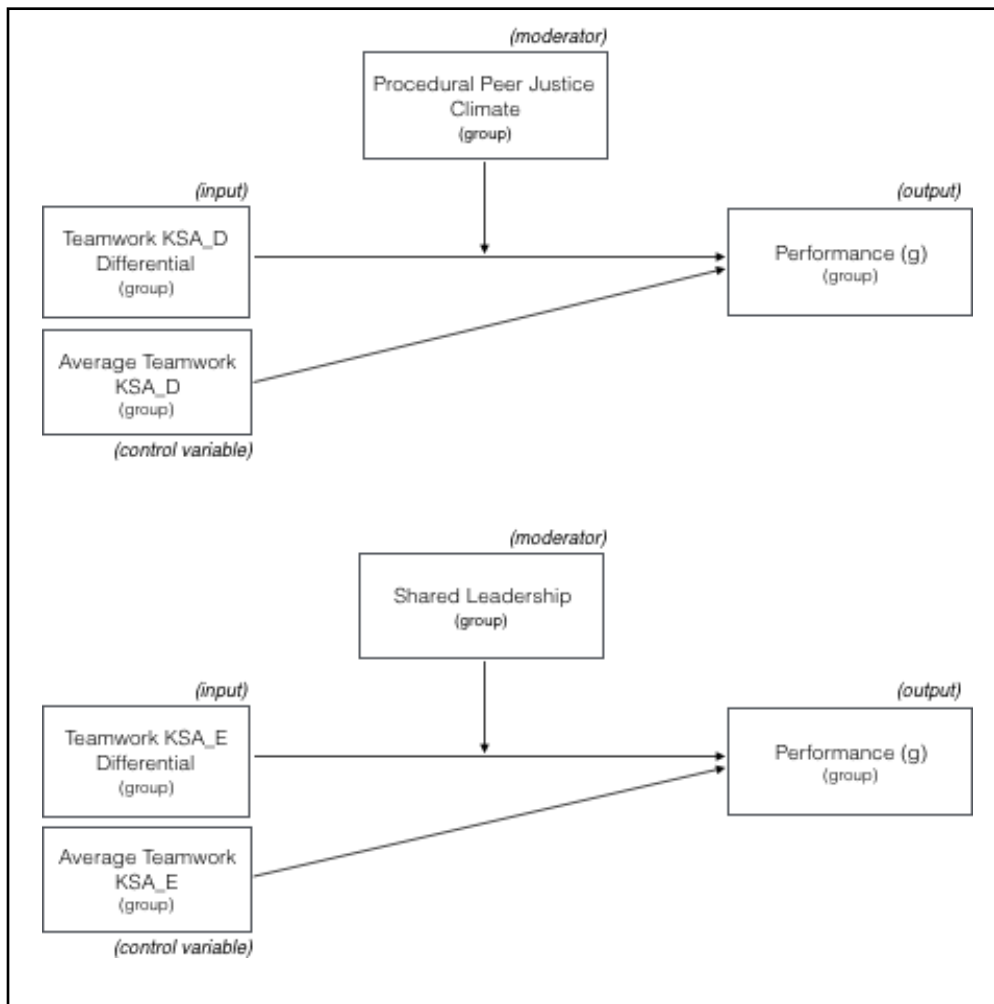 (moderator)
Procedural Peer Justice
Climate
(group)
(input)
(output)
Teamwork KSA_D
Differential
(group)
Performance (g)
(group)
Average Teamwork
KSA_D
(group)
(control variable)
(moderator)
Shared Leadership
(group)
(input)
(output)
Teamwork KSA_E
Differential
(group)
Performance (g)
(group)
Average Teamwork
KSA_E
(group)
(control variable)